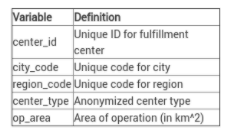 Variable Definition
center_id Unique ID for fulfillment
center
city_code Unique code for city
region_code Unique code for region
center_type Anonymized center type
op_area Area of operation (in km^2)